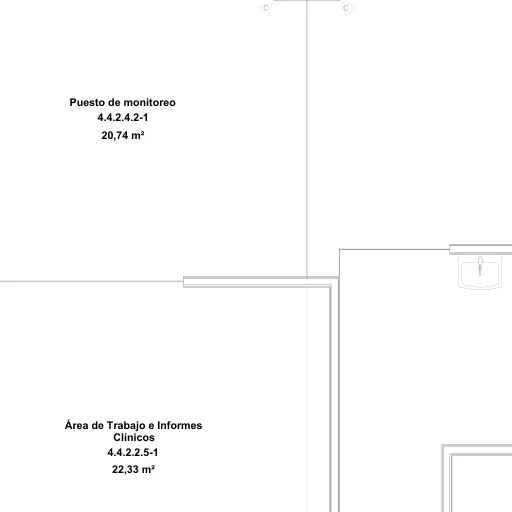 C C
Puesto de monitoreo
4.4.2.4.2-1
20,74 m²
Área de Trabajo e Informes
Clínicos
4.4.2.2.5-1
22,33 m²